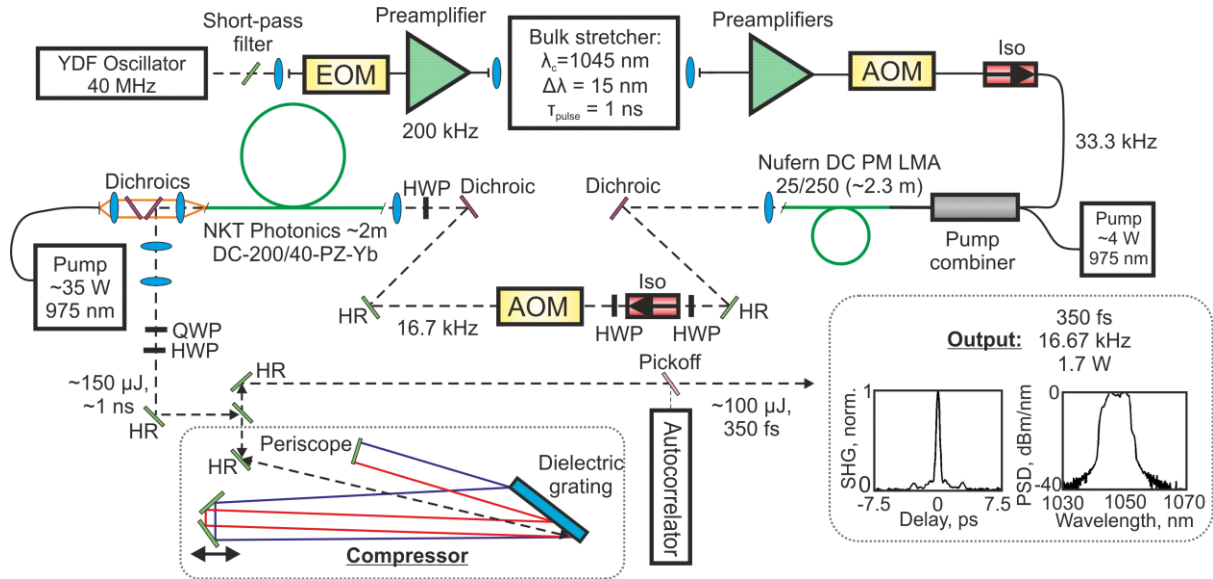 Short-pass
filter
Preamplifier
Preamplifiers
Iso
YDF Oscillator
40 MHz
EOM
Bulk stretcher:
λc=1045 nm
Δλ = 15 nm
τpulse = 1 ns
AOM
200 kHz
33.3 kHz
Dichroics
HWP
Dichroic
Dichroic
Nufern DC PM LMA
25/250 (~2.3 m)
NKT Photonics ~2m
DC-200/40-PZ-Yb
Pump
combiner
Pump
~4 W
975 nm
Pump
~35 W
975 nm
HR
16.7 kHz
AOM
Iso
HWP
HWP
HR
QWP
HWP
~150 μJ,
~1 ns
HR
HR
Pickoff
~100 μJ,
350 fs
Autocorrelator
HR
Periscope
Dielectric
grating
Compressor
Output:
350 fs
16.67 kHz
1.7 W
SHG, norm.
1
0
-7.5
0
7.5
Delay, ps
PSD, dBm/nm
0
-40
1030
1050
1070
Wavelength, nm